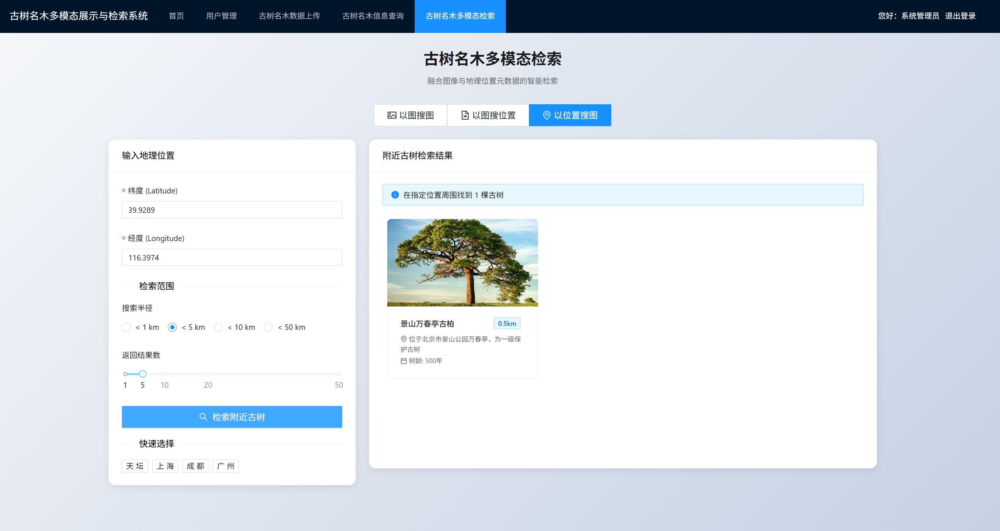 古树名木多模态展示与检索系统 首页 用户管理 古树名木数据上传 古树名木信息查询 古树名木多模态检索 您好：系统管理员 退出登录
古树名木多模态检索
融合图像与地理位置元数据的智能检索
以图搜图 以图搜位置 以位置搜图
输入地理位置
* 纬度 (Latitude)
39.9289
* 经度 (Longitude)
116.3974
检索范围
搜索半径
< 1 km < 5 km < 10 km < 50 km
返回结果数
1 5 10 20 50
检索附近古树
快速选择
天坛 上海 成都 广州
附近古树检索结果
在指定位置周围找到 1 棵古树
景山万春亭古柏 0.5km
位于北京市景山公园万春亭，为一级保
护古树
树龄: 500年